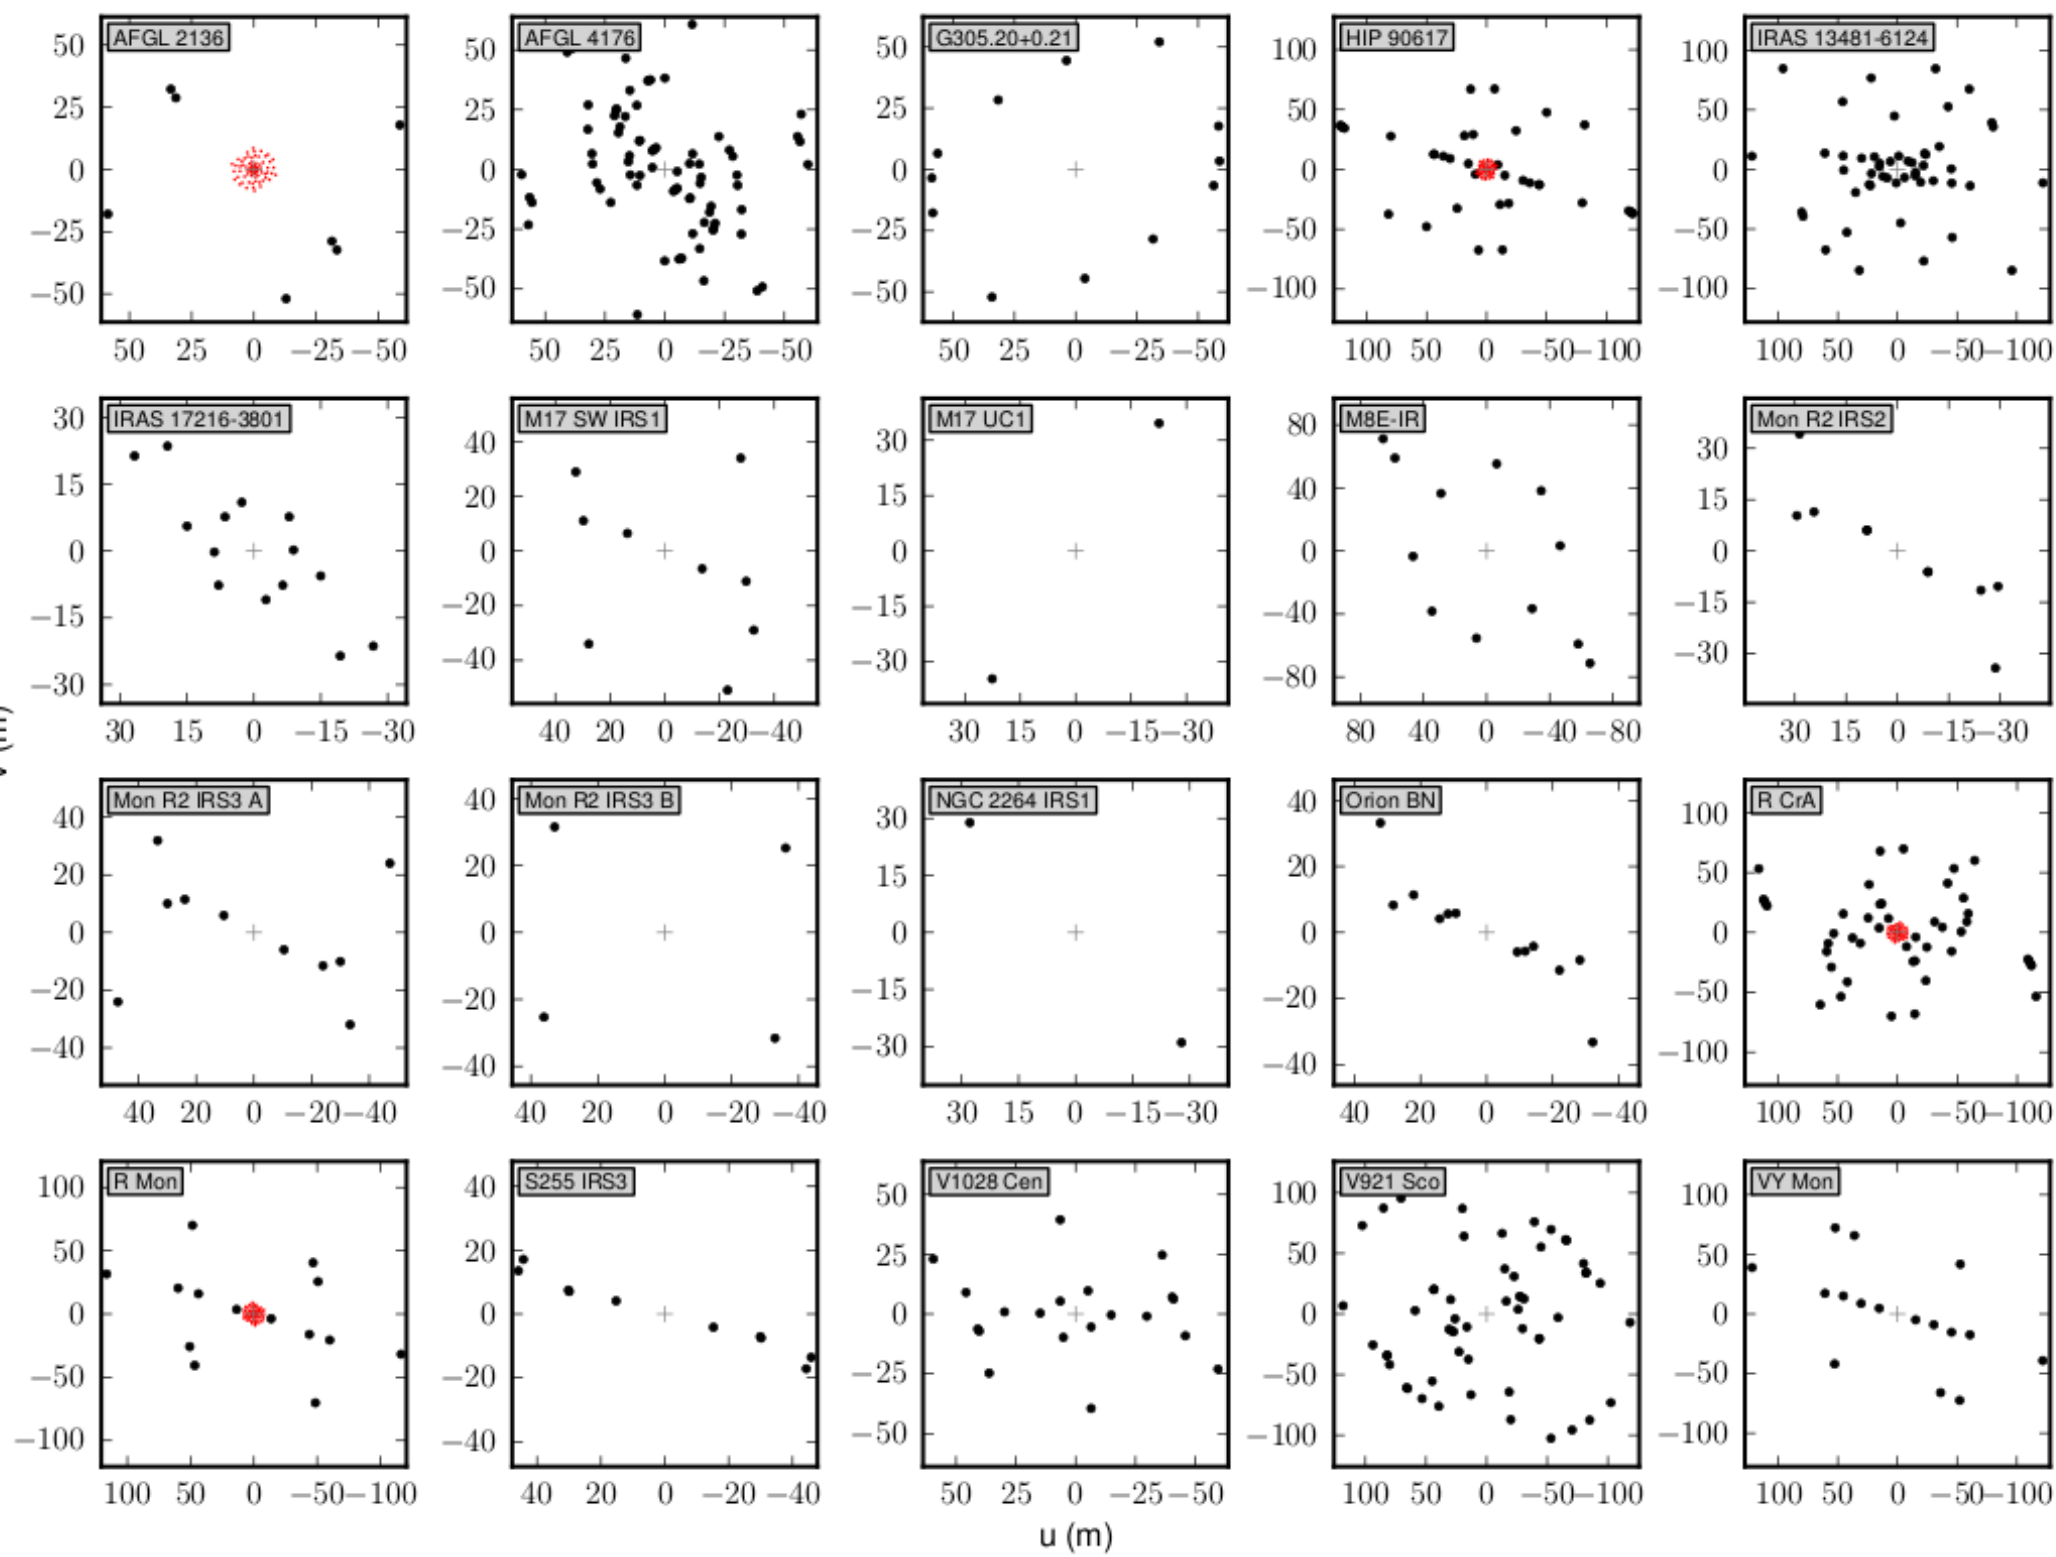 AFGL 2136
50
25
0
−25
−50
50 25 0 −25 −50
AFGL 4176
50
25
0
−25
−50
50 25 0 −25 −50
G305.20+0.21
50
25
0
−25
−50
50 25 0 −25 −50
HIP 90617
100
50
0
−50
−100
100 50 0 −50 −100
IRAS 13481-6124
100
50
0
−50
−100
100 50 0 −50 −100
IRAS 17216-3801
30
15
0
−15
−30
30 15 0 −15 −30
M17 SW IRS1
40
20
0
−20
−40
40 20 0 −20 −40
M17 UC1
30
15
0
−15
−30
30 15 0 −15 −30
M8E-IR
80
40
0
−40
−80
80 40 0 −40 −80
Mon R2 IRS2
30
15
0
−15
−30
30 15 0 −15 −30
Mon R2 IRS3 A
40
20
0
−20
−40
40 20 0 −20 −40
Mon R2 IRS3 B
40
20
0
−20
−40
40 20 0 −20 −40
NGC 2264 IRS1
30
15
0
−15
−30
30 15 0 −15 −30
Orion BN
40
20
0
−20
−40
40 20 0 −20 −40
R CrA
100
50
0
−50
−100
100 50 0 −50 −100
R Mon
100
50
0
−50
−100
100 50 0 −50 −100
S255 IRS3
40
20
0
−20
−40
40 20 0 −20 −40
V1028 Cen
50
25
0
−25
−50
50 25 0 −25 −50
V921 Sco
100
50
0
−50
−100
100 50 0 −50 −100
VY Mon
100
50
0
−50
−100
100 50 0 −50 −100
u (m)